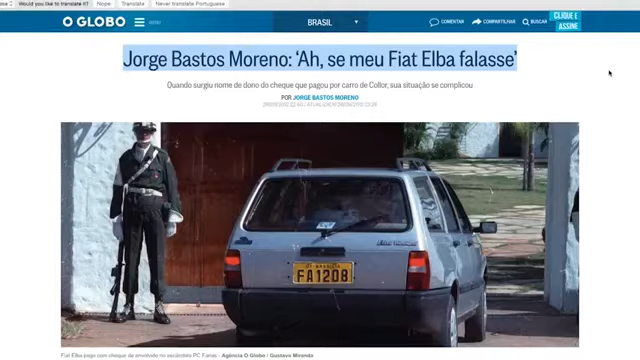 Would you like to translate it? Nope Translate Never translate Portuguese
O GLOBO MENU BRASIL COMENTAR COMPARTILHAR BUSCAR CLIQUE E ASSINE
Jorge Bastos Moreno: ‘Ah, se meu Fiat Elba falasse’
Quando surgiu nome de dono do cheque que pagou por carro de Collor, sua situação se complicou
POR JORGE BASTOS MORENO
DF BRASILIA
FA1208
Fiat Elba pago com cheque de envolvido no escândalo PC Farias - Agência O Globo / Gustavo Miranda